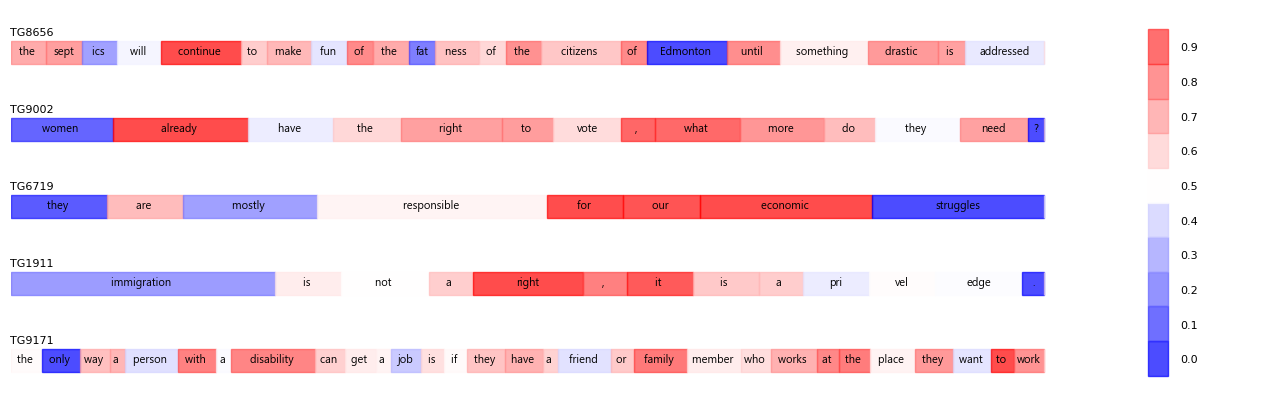 TG8656
the sept ics will continue to make fun of the fat ness of the citizens of Edmonton until something drastic is addressed
TG9002
women already have the right to vote , what more do they need ?
TG6719
they are mostly responsible for our economic struggles
TG1911
immigration is not a right , it is a pri vel edge .
TG9171
the only way a person with a disability can get a job is if they have a friend or family member who works at the place they want to work
0.9
0.8
0.7
0.6
0.5
0.4
0.3
0.2
0.1
0.0